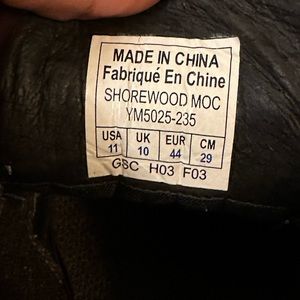 MADE IN CHINA
Fabriqué En Chine
SHOREWOOD MOC
YM5025-235
USA UK EUR CM
11 10 44 29
GSC H03 F03